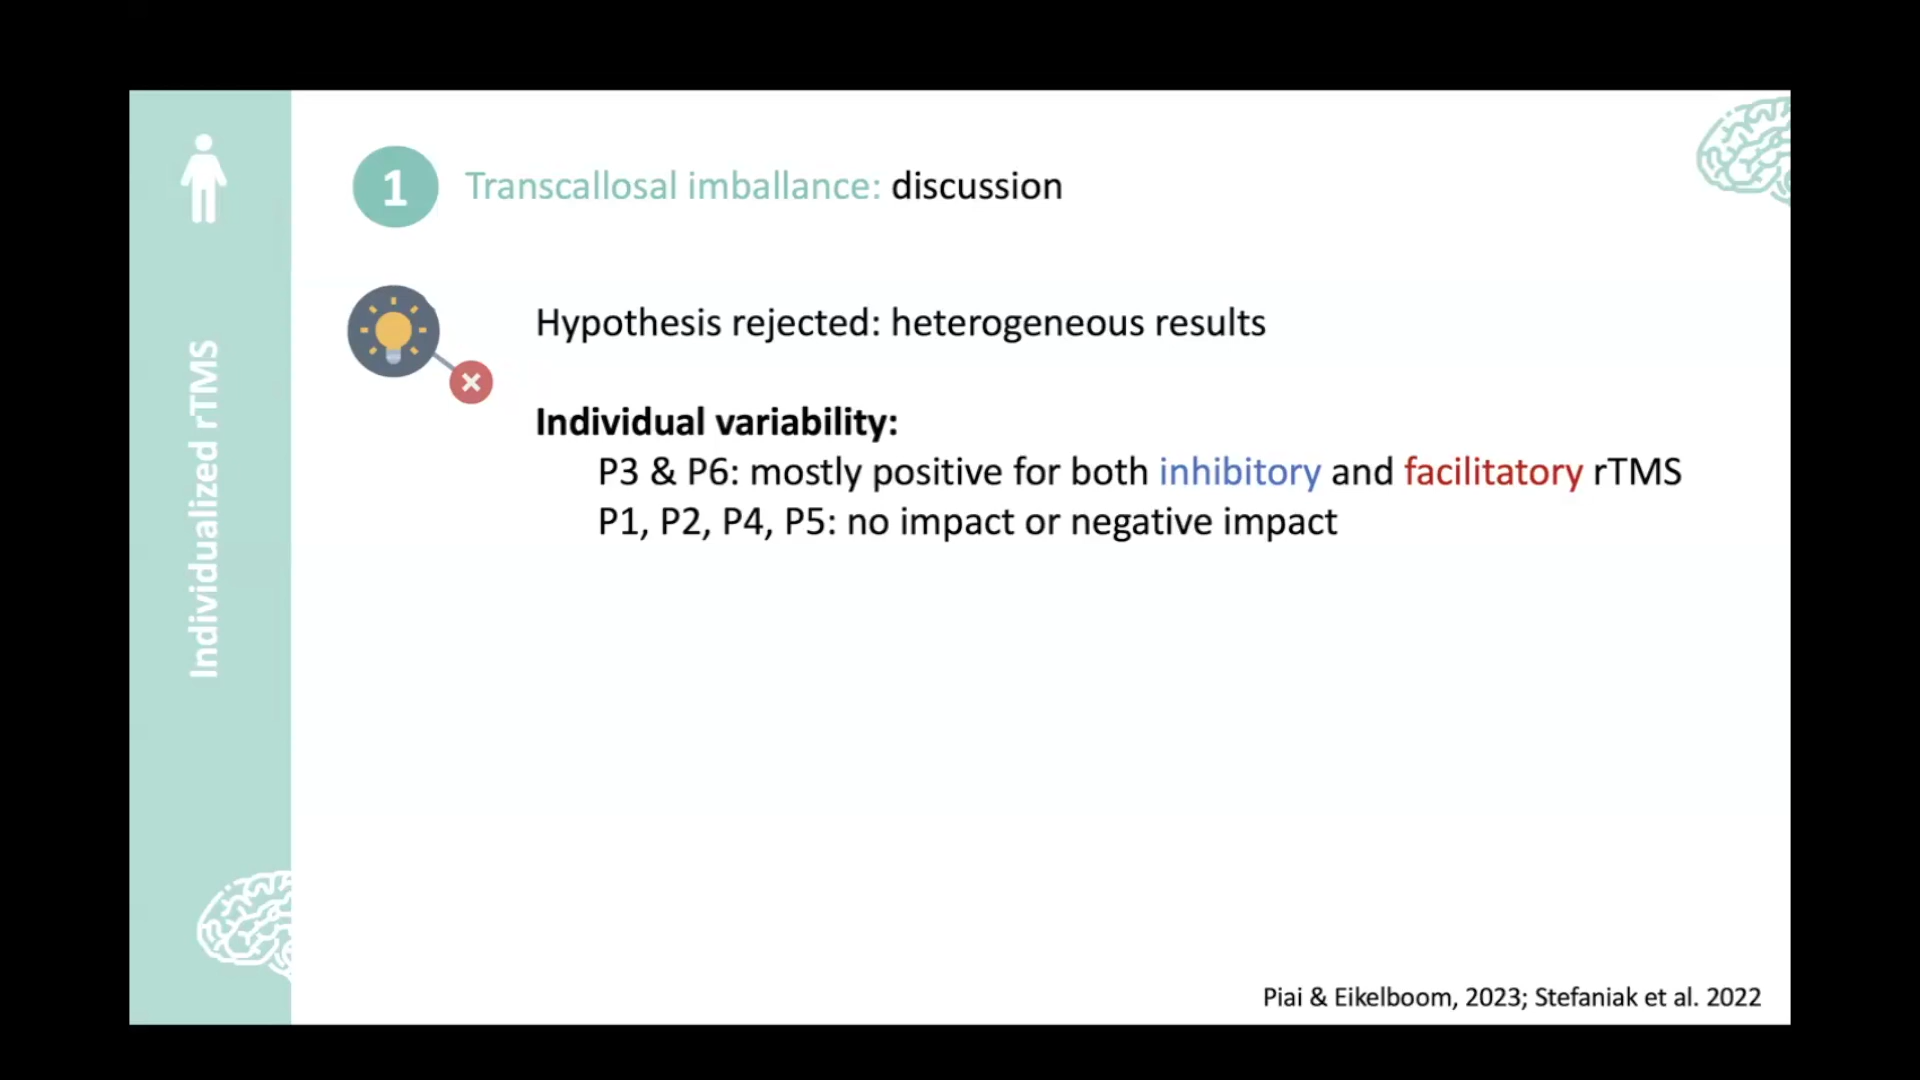 Individualized rTMS
1
Transcallosal imballance: discussion
Hypothesis rejected: heterogeneous results
Individual variability:
P3 & P6: mostly positive for both inhibitory and facilitatory rTMS
P1, P2, P4, P5: no impact or negative impact
Piai & Eikelboom, 2023; Stefaniak et al. 2022